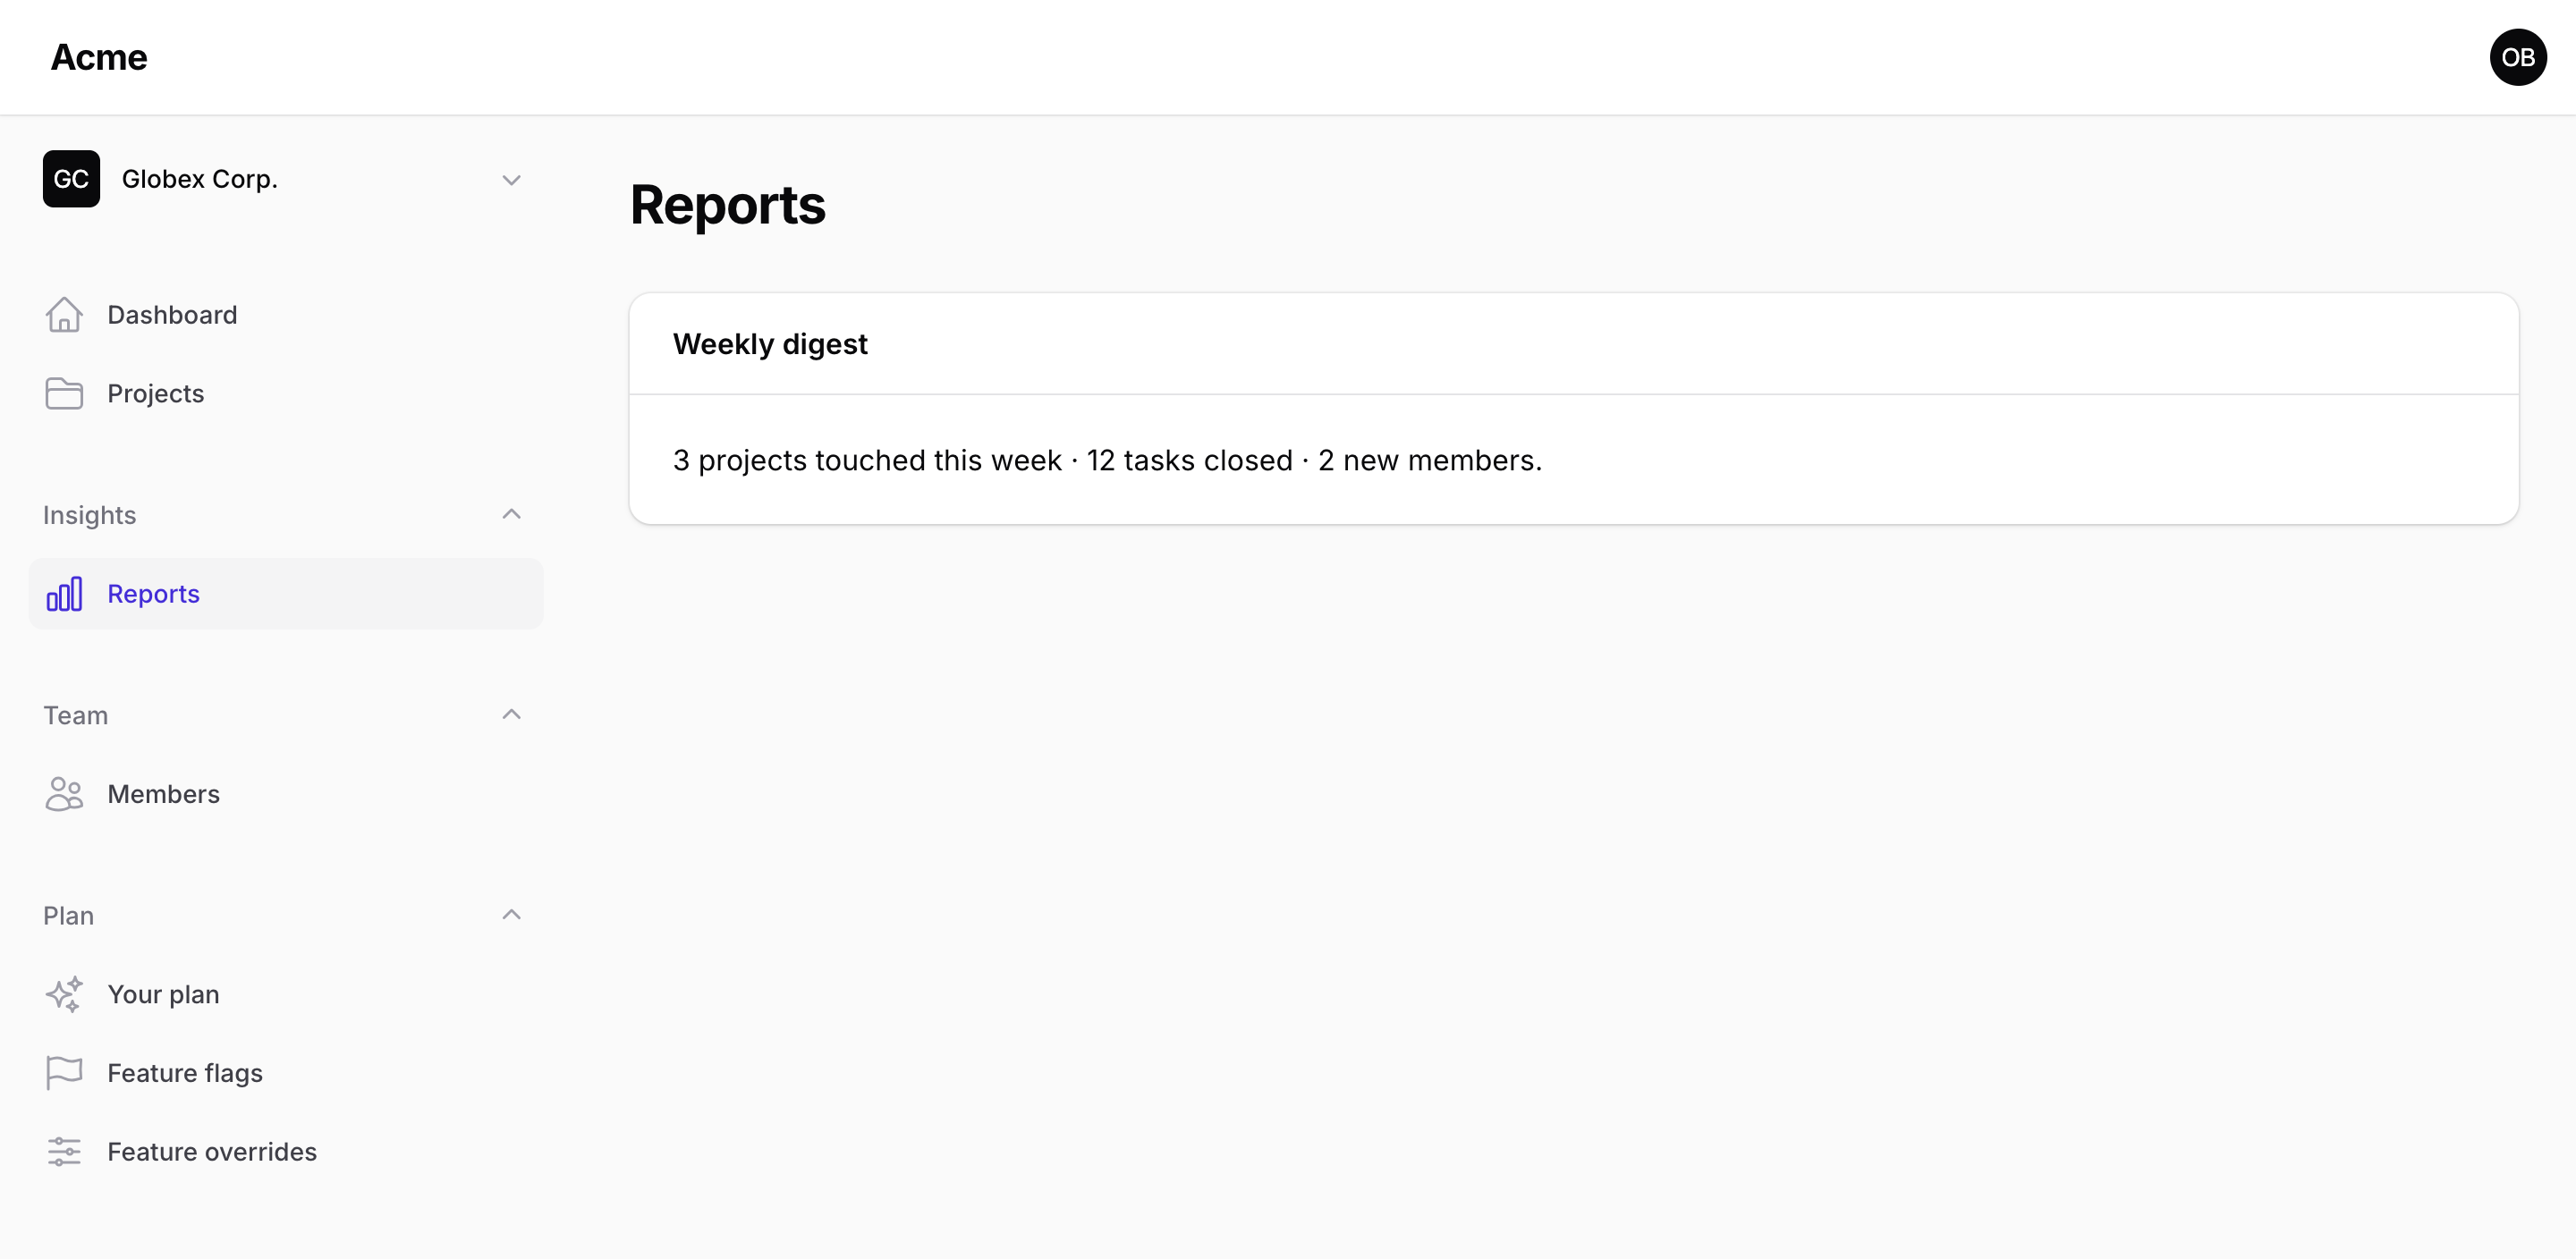 Acme
OB
GC
Globex Corp.
Dashboard
Projects
Insights
Reports
Team
Members
Plan
Your plan
Feature flags
Feature overrides
Reports
Weekly digest
3 projects touched this week · 12 tasks closed · 2 new members.